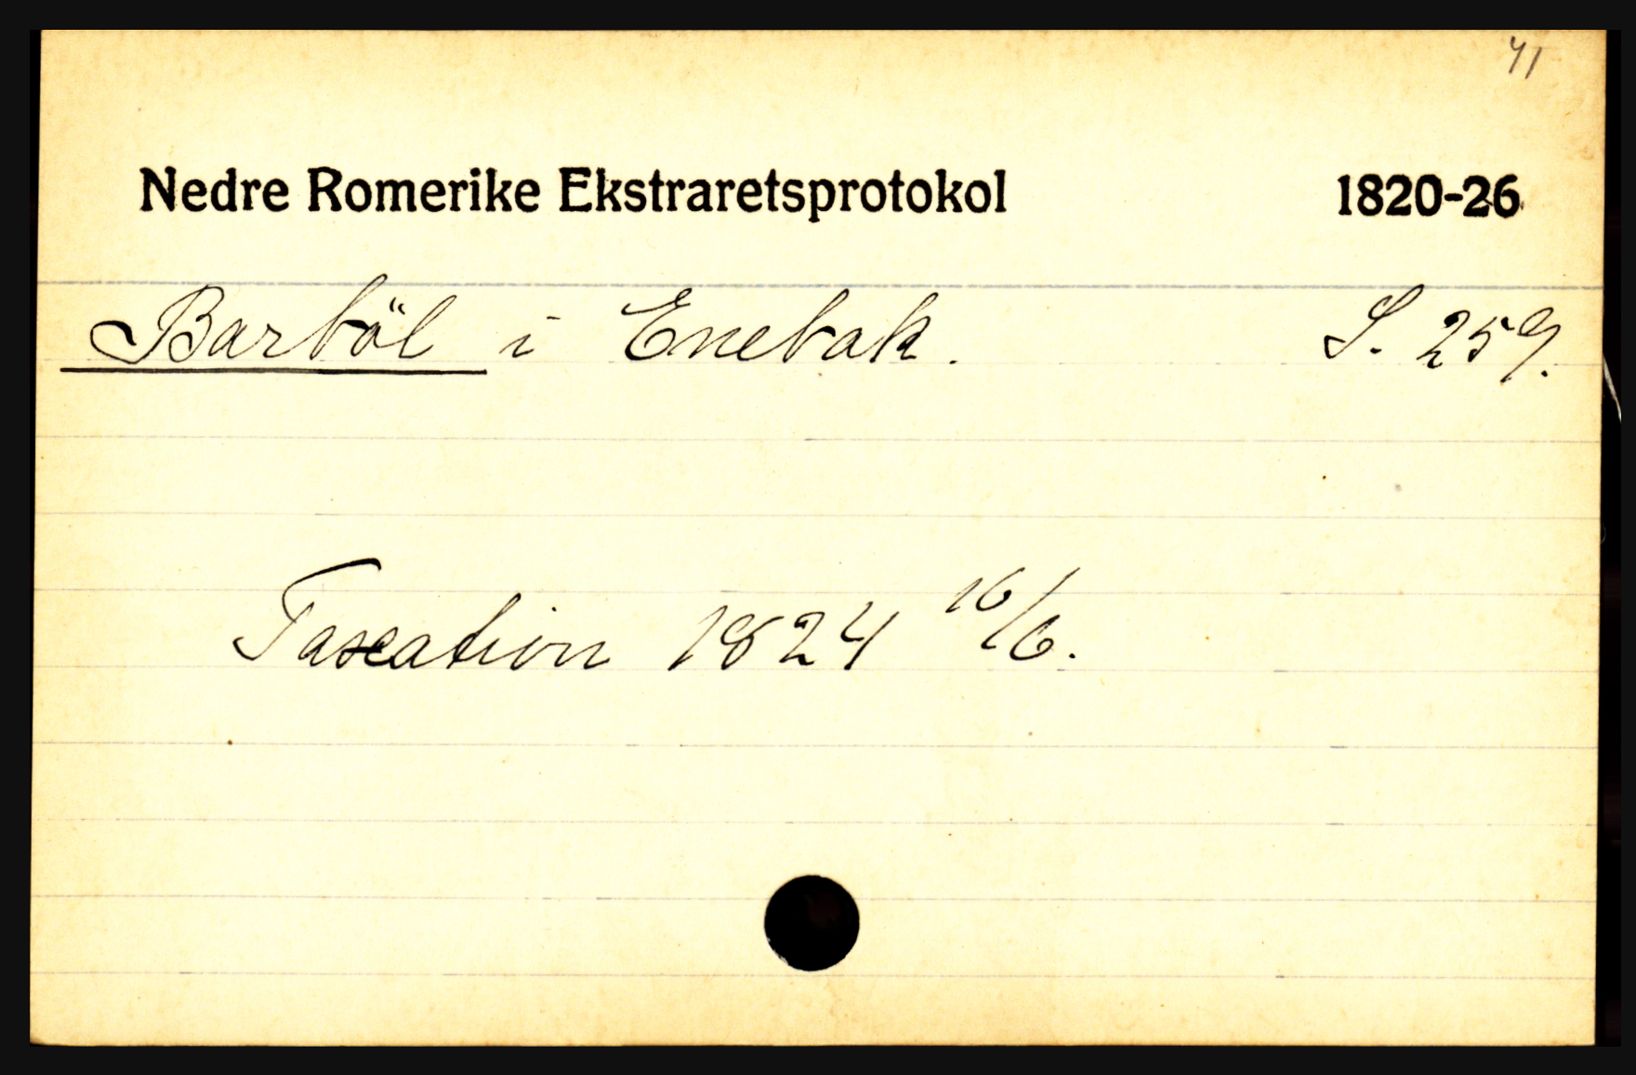 41
Nedre Romerike Ekstraretsprotokol 1820-26
Barböl i Enebak. S. 259.
Taxation 1824 16/6.